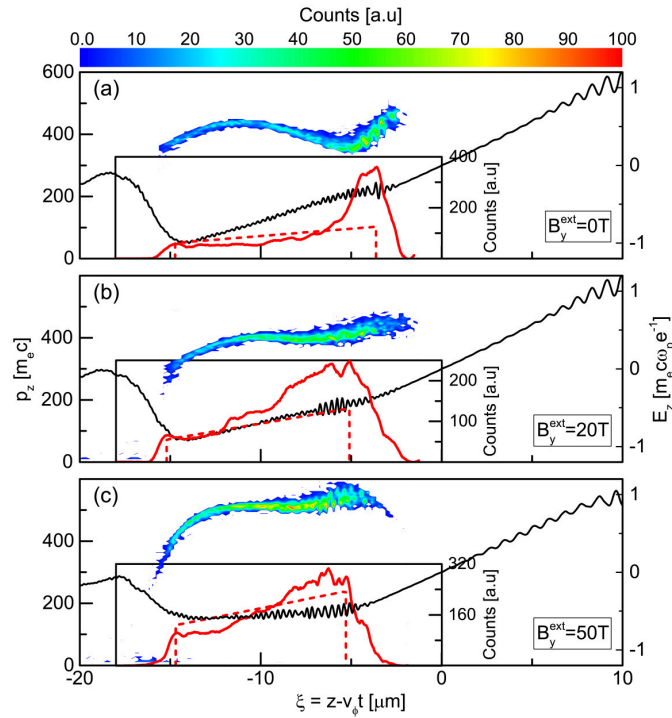 Counts [a.u]
0.0 10 20 30 40 50 60 70 80 90 100
600 (a) 1
400 400
Counts [a.u]
200 200 0
B_y^ext=0T
0 -1
(b) 1
400
p_z [m_e c]
200 Counts [a.u] E_z [m_e cω_p e^-1]
200 100 0
B_y^ext=20T
0 -1
(c) 1
400
320
Counts [a.u]
200 160 0
B_y^ext=50T
0 -1
-20 -10 0 10
ξ = z-v_ϕ t [μm]